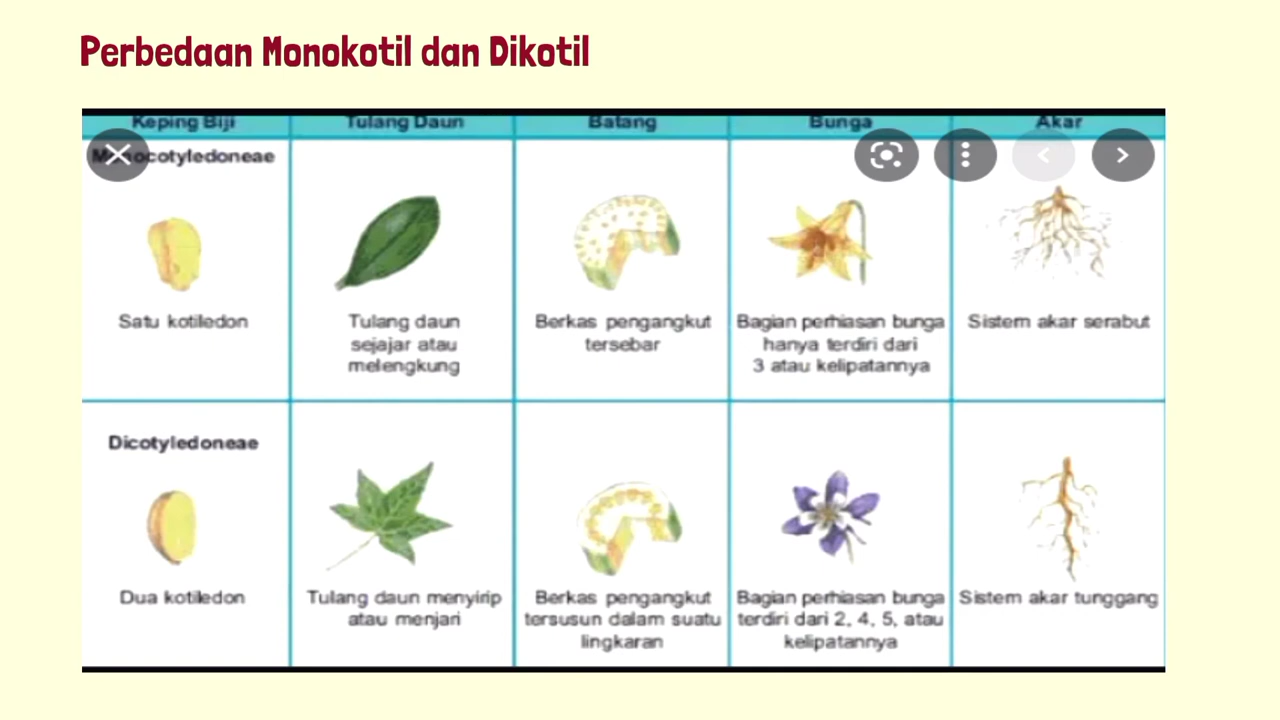 Perbedaan Monokotil dan Dikotil
Keping Biji Tulang Daun Batang Bunga Akar
Monocotyledoneae
Satu kotiledon
Tulang daun
sejajar atau
melengkung
Berkas pengangkut
tersebar
Bagian perhiasan bunga
hanya terdiri dari
3 atau kelipatannya
Sistem akar serabut
Dicotyledoneae
Dua kotiledon
Tulang daun menyirip
atau menjari
Berkas pengangkut
tersusun dalam suatu
lingkaran
Bagian perhiasan bunga
terdiri dari 2, 4, 5, atau
kelipatannya
Sistem akar tunggang